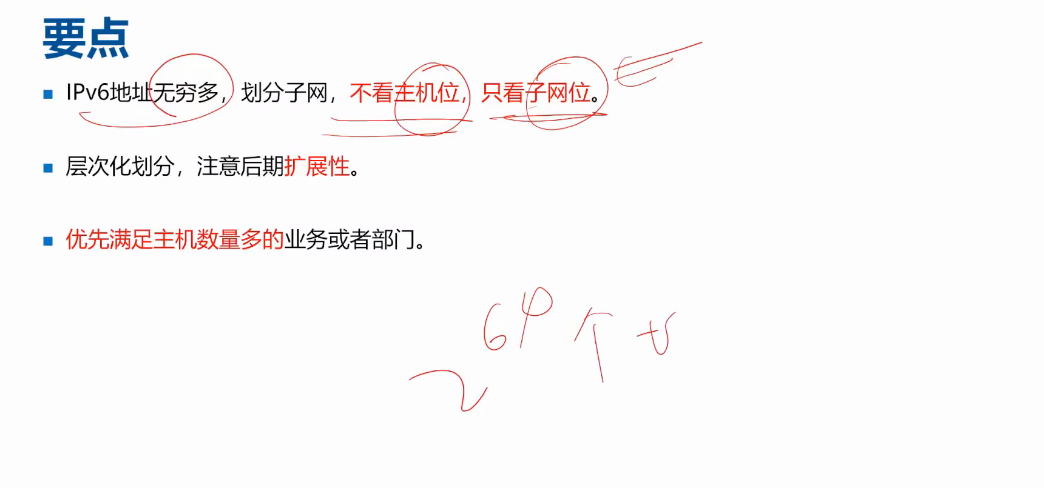 要点
IPv6地址无穷多，划分子网，不看主机位，只看子网位。
层次化划分，注意后期扩展性。
优先满足主机数量多的业务或者部门。
2^64个